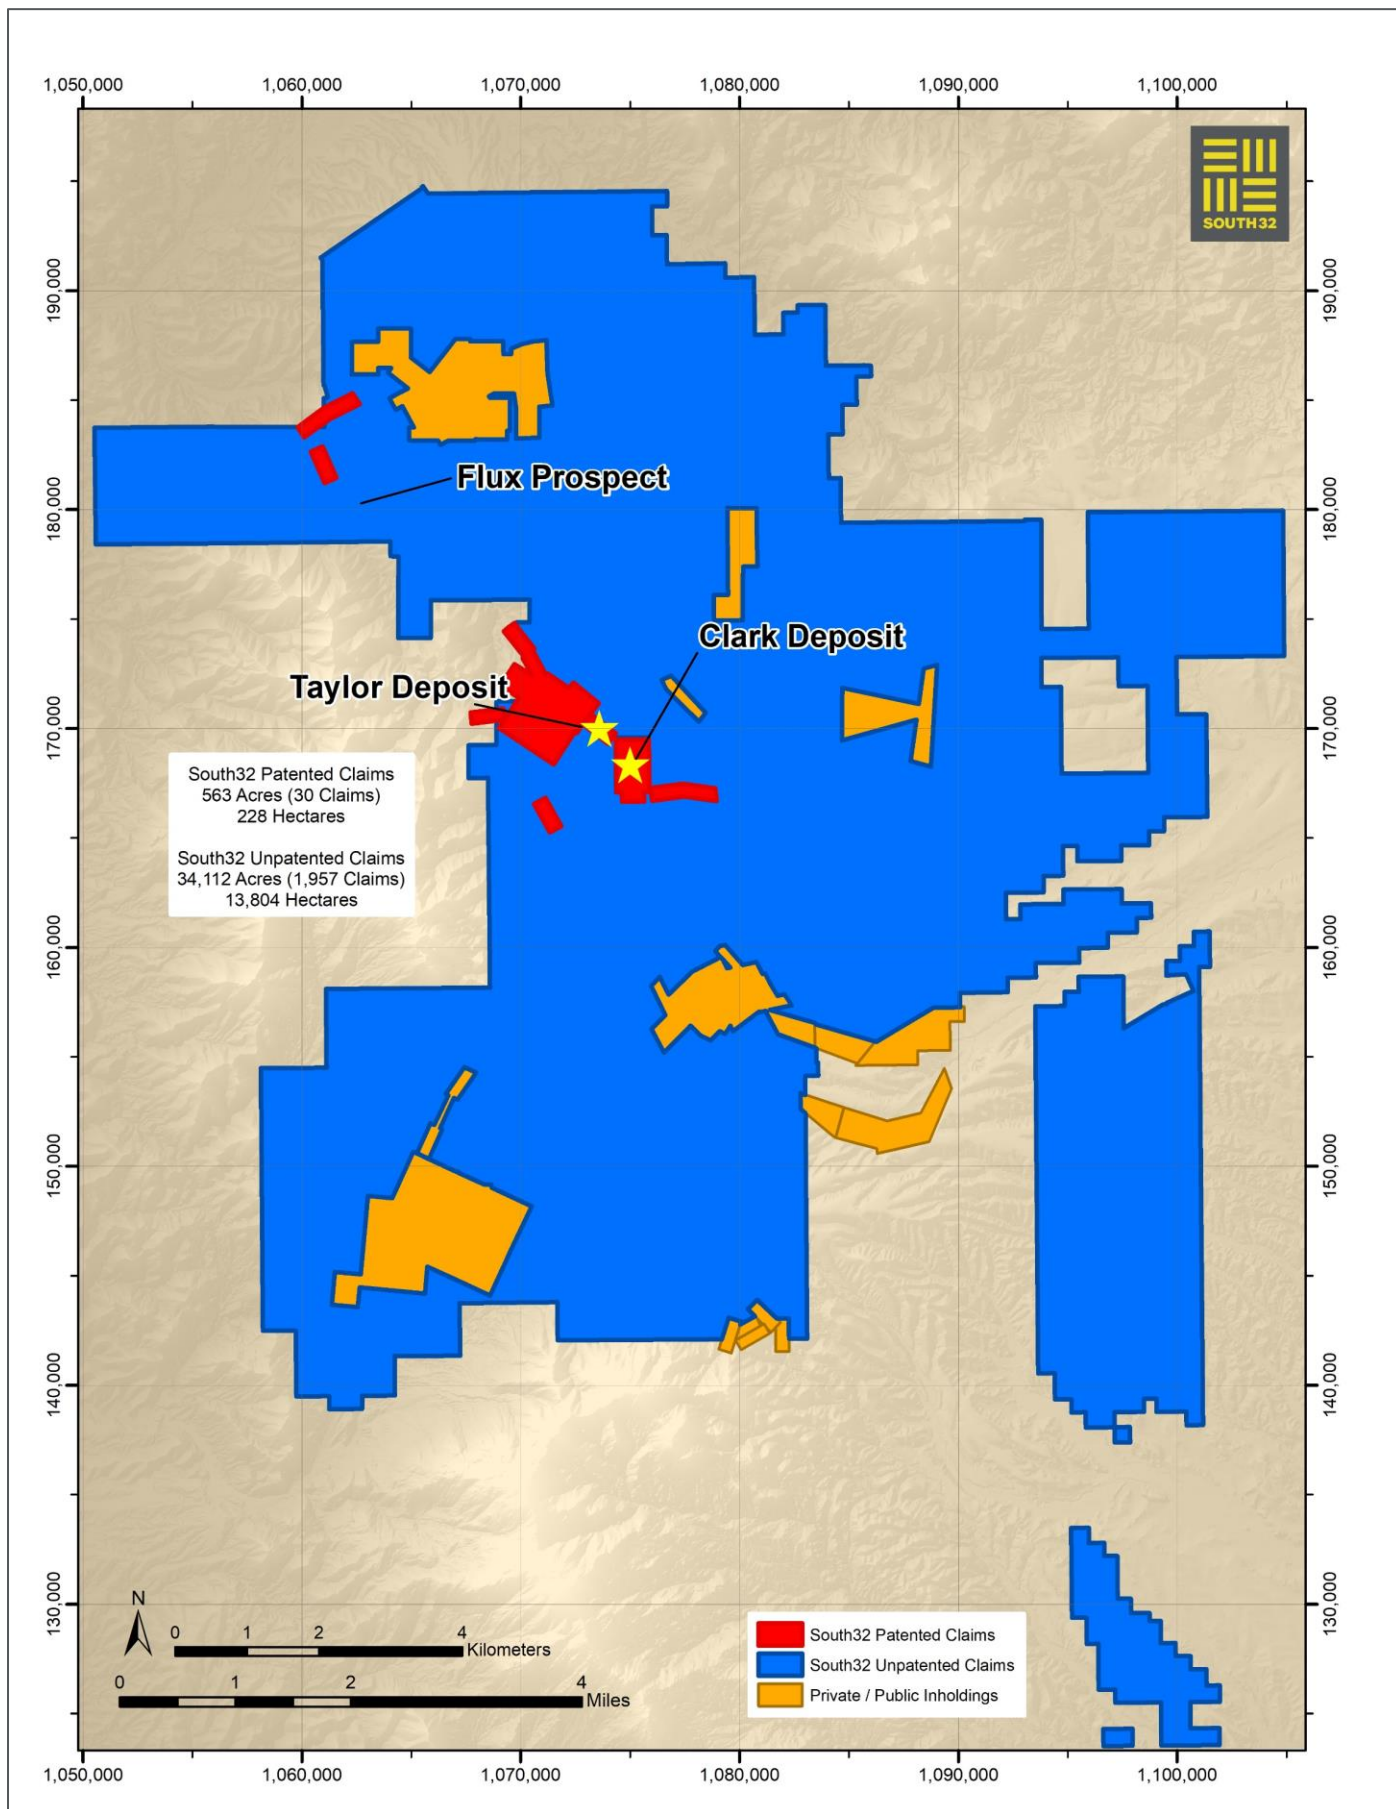 1,050,000
1,060,000
1,070,000
1,080,000
1,090,000
1,100,000
SOUTH32
190,000
190,000
Flux Prospect
180,000
180,000
Clark Deposit
Taylor Deposit
170,000
170,000
South32 Patented Claims
563 Acres (30 Claims)
228 Hectares
South32 Unpatented Claims
34,112 Acres (1,957 Claims)
13,804 Hectares
160,000
160,000
150,000
150,000
140,000
140,000
130,000
130,000
N
0 1 2 4
Kilometers
0 1 2 4
Miles
South32 Patented Claims
South32 Unpatented Claims
Private / Public Inholdings
1,050,000
1,060,000
1,070,000
1,080,000
1,090,000
1,100,000